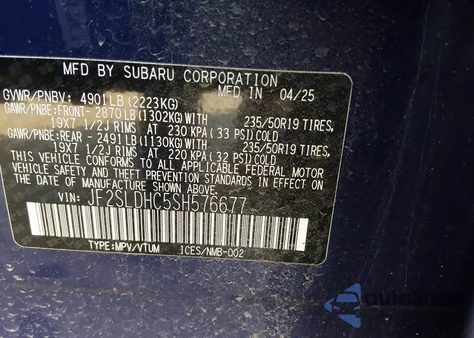 MFD BY SUBARU CORPORATION 04/25
GVWR/PNBV: 4901LB (2223KG)
GAWR/PNBE:FRONT- 2870LB(1302KG)WITH/AVEC 235/50R19 TIRES,
19X7 1/2J RIMS AT 230 KPA (33 PSI)COLD
GAWR/PNBE:REAR - 2491LB(1130KG)WITH/AVEC 235/50R19 TIRES,
19X7 1/2J RIMS AT 220 KPA (32 PSI)COLD
THIS VEHICLE CONFORMS TO ALL APPLICABLE FEDERAL MOTOR
VEHICLE SAFETY AND THEFT PREVENTION STANDARDS IN EFFECT
ON THE DATE OF MANUFACTURE SHOWN ABOVE.
VIN: JF2SLDHC5SH576677
TYPE:MPV/VTUM ICES/NMB-002